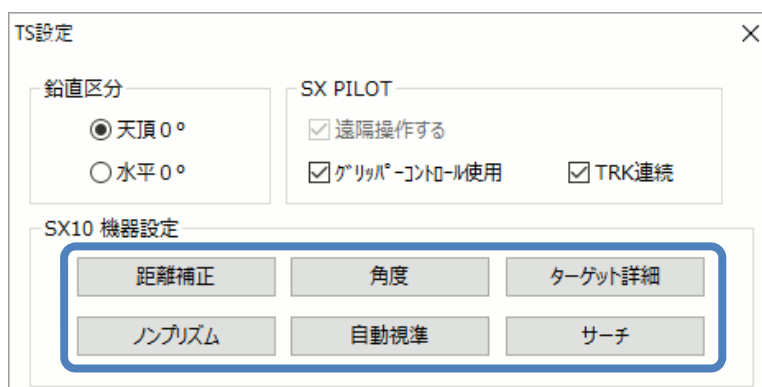 TS設定
鉛直区分
天頂0°
水平0°
SX PILOT
遠隔操作する
グリッパーコントロール使用
TRK連続
SX10 機器設定
距離補正
角度
ターゲット詳細
ノンプリズム
自動視準
サーチ